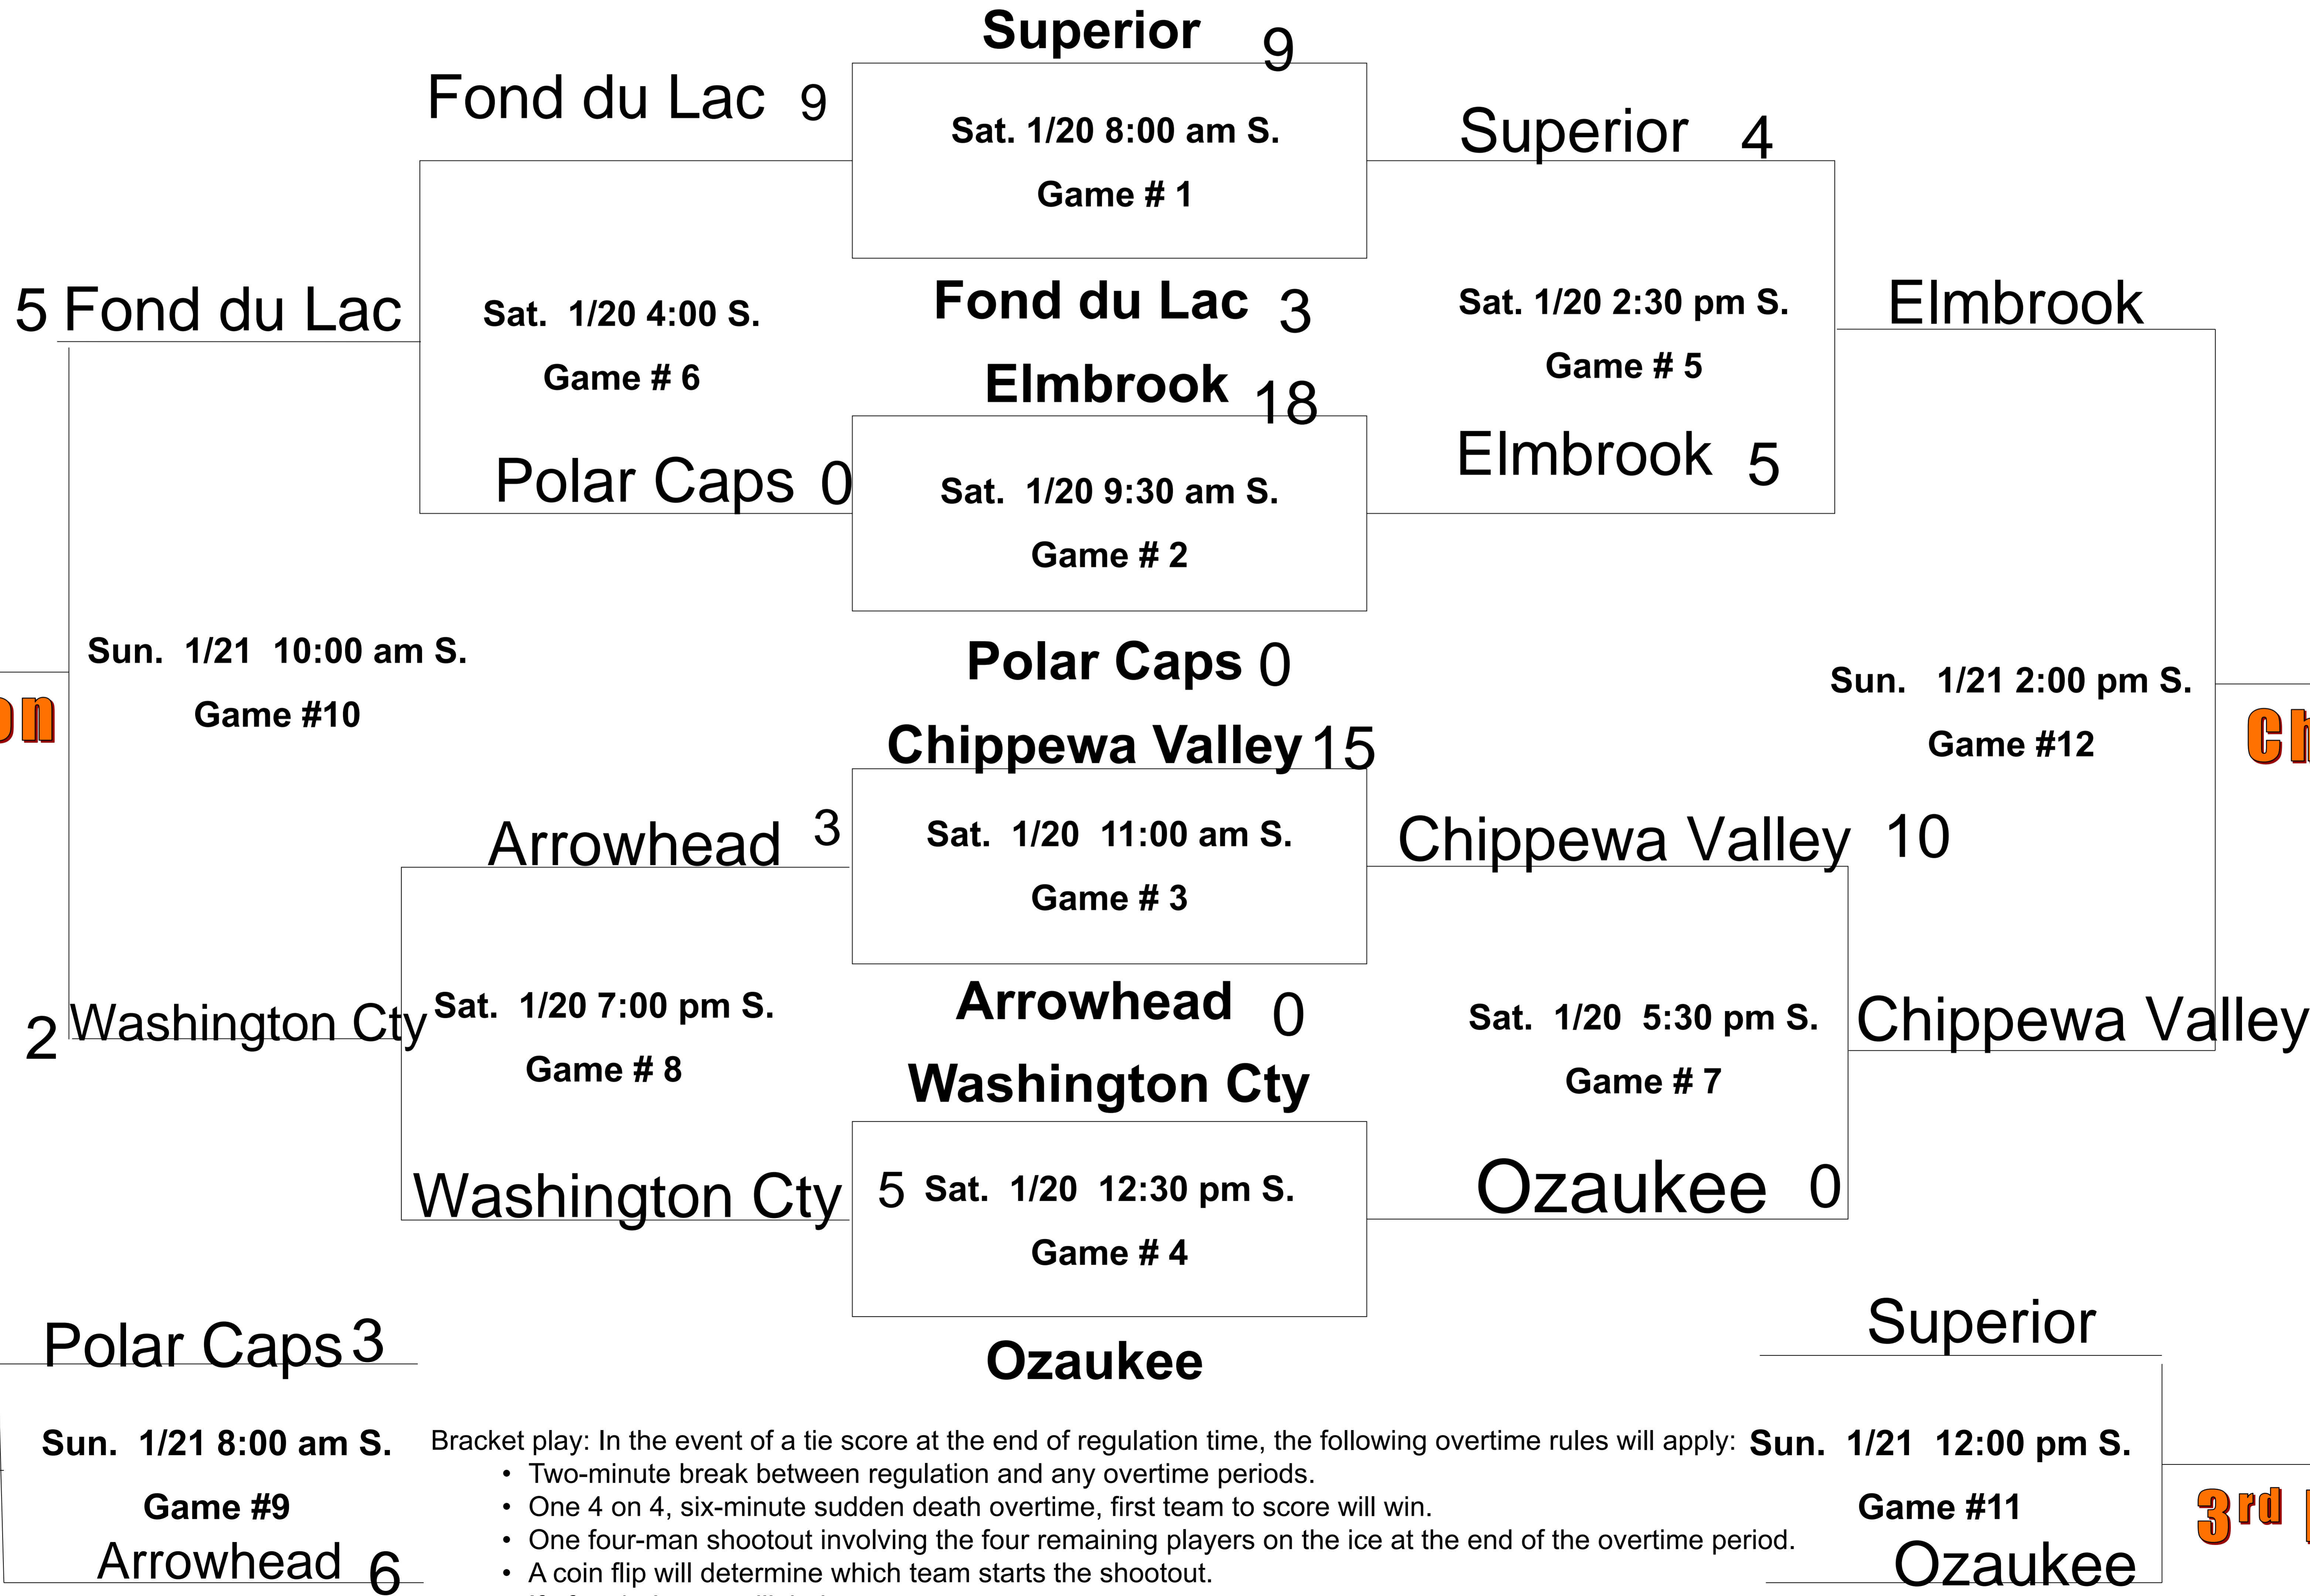 Superior 9
Fond du Lac 9
Sat. 1/20 8:00 am S.
Game # 1
Superior 4
5 Fond du Lac
Sat. 1/20 4:00 S.
Game # 6
Fond du Lac 3
Sat. 1/20 2:30 pm S.
Game # 5
Elmbrook
Elmbrook 18
Polar Caps 0
Sat. 1/20 9:30 am S.
Game # 2
Elmbrook 5
Sun. 1/21 10:00 am S.
Game #10
on
Polar Caps 0
Sun. 1/21 2:00 pm S.
Game #12
Ch
Chippewa Valley 15
Arrowhead 3
Sat. 1/20 11:00 am S.
Game # 3
Chippewa Valley 10
2 Washington Cty
Sat. 1/20 7:00 pm S.
Game # 8
Arrowhead 0
Sat. 1/20 5:30 pm S.
Game # 7
Chippewa Valley
Washington Cty
Washington Cty 5
Sat. 1/20 12:30 pm S.
Game # 4
Ozaukee 0
Polar Caps 3
Ozaukee
Superior
Sun. 1/21 8:00 am S.
Game #9
Arrowhead 6
Bracket play: In the event of a tie score at the end of regulation time, the following overtime rules will apply:
• Two-minute break between regulation and any overtime periods.
• One 4 on 4, six-minute sudden death overtime, first team to score will win.
• One four-man shootout involving the four remaining players on the ice at the end of the overtime period.
• A coin flip will determine which team starts the shootout.
Sun. 1/21 12:00 pm S.
Game #11
3rd
Ozaukee